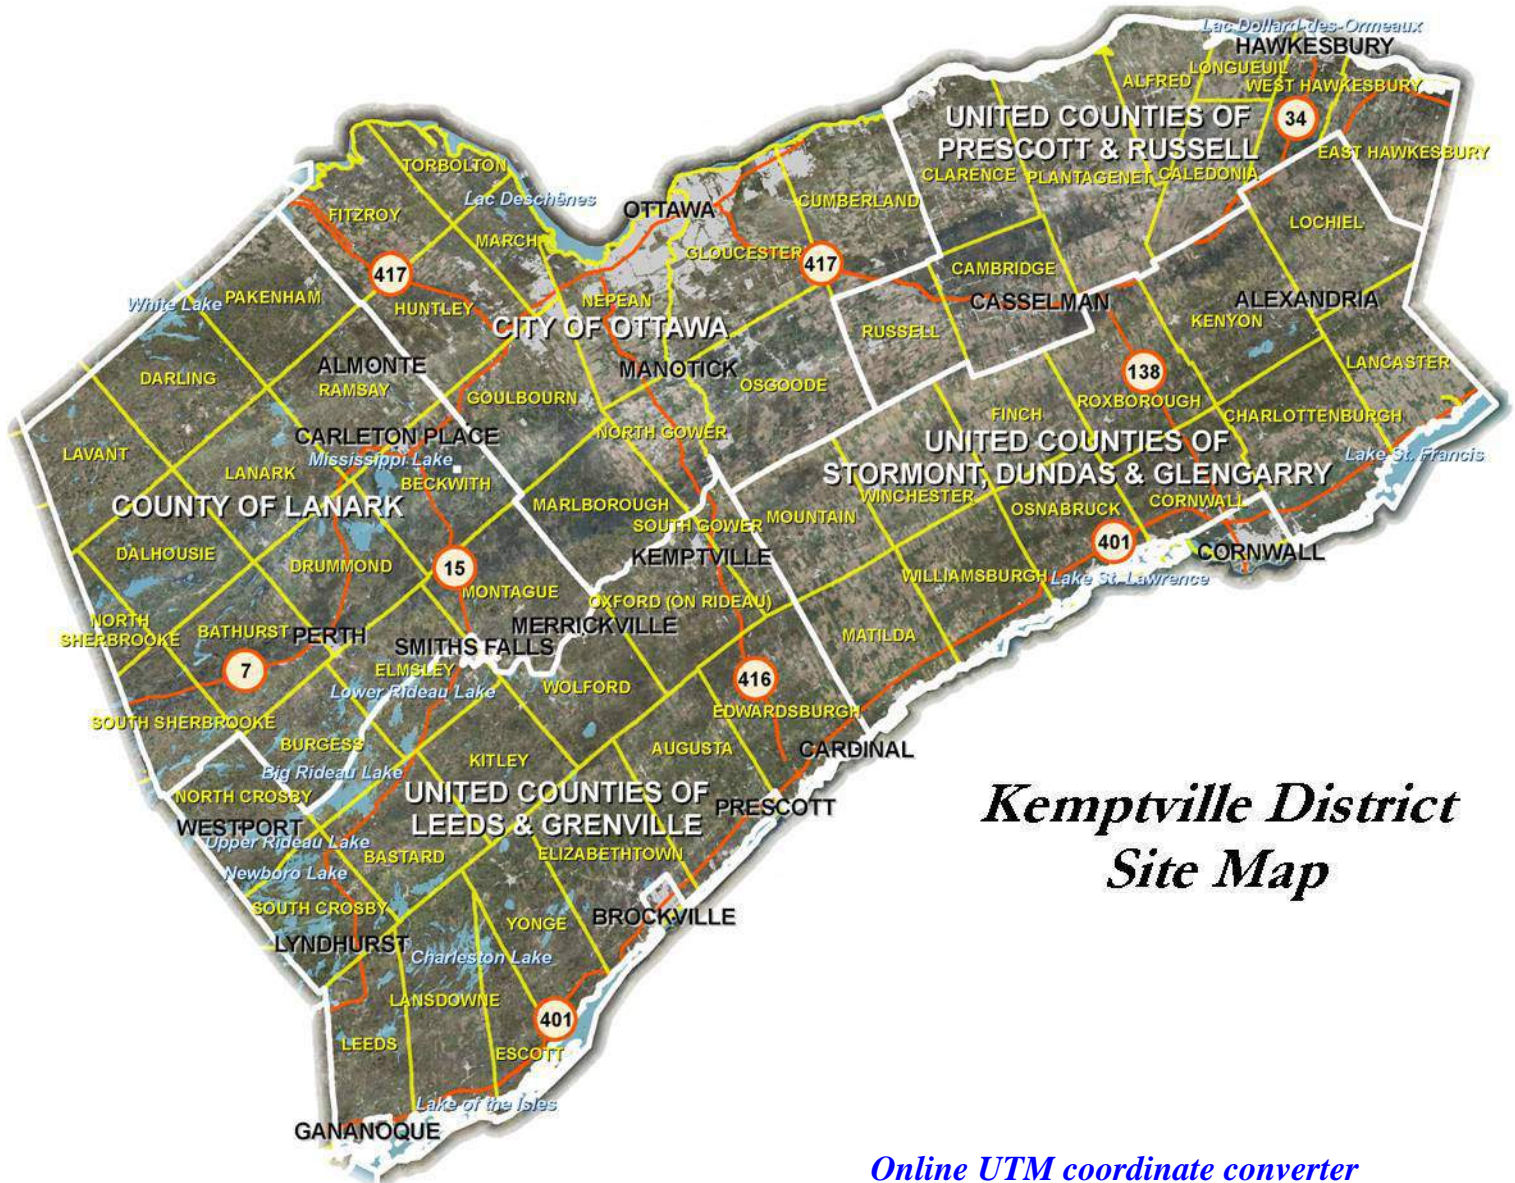 Lac Dollard-des-Ormeaux
HAWKESBURY
LONGUEUIL
ALFRED
WEST HAWKESBURY
UNITED COUNTIES OF
PRESCOTT & RUSSELL
34
EAST HAWKESBURY
CLARENCE
PLANTAGENET
CALEDONIA
TORBOLTON
Lac Deschênes
OTTAWA
CUMBERLAND
FITZROY
MARCH
LOCHIEL
GLOUCESTER
417
417
CAMBRIDGE
White Lake
PAKENHAM
HUNTLEY
NEPEAN
CASSELMAN
ALEXANDRIA
CITY OF OTTAWA
RUSSELL
KENYON
ALMONTE
RAMSAY
MANOTICK
138
LANCASTER
DARLING
OSGOODE
GOULBOURN
ROXBOROUGH
FINCH
CHARLOTTENBURGH
CARLETON PLACE
NORTH GOWER
UNITED COUNTIES OF
STORMONT, DUNDAS & GLENGARRY
LAVANT
Mississippi Lake
Lake St. Francis
LANARK
BECKWITH
WINCHESTER
COUNTY OF LANARK
MARLBOROUGH
OSNABRUCK
CORNWALL
SOUTH GOWER
MOUNTAIN
DALHOUSIE
KEMPTVILLE
401
CORNWALL
DRUMMOND
15
WILLIAMSBURGH
Lake St. Lawrence
MONTAGUE
OXFORD (ON RIDEAU)
NORTH
SHERBROOKE
BATHURST
PERTH
MERRICKVILLE
MATILDA
SMITHS FALLS
7
ELMSLEY
Lower Rideau Lake
WOLFORD
416
EDWARDSBURGH
SOUTH SHERBROOKE
BURGESS
AUGUSTA
CARDINAL
KITLEY
Big Rideau Lake
NORTH CROSBY
UNITED COUNTIES OF
LEEDS & GRENVILLE
PRESCOTT
WESTPORT
Upper Rideau Lake
BASTARD
ELIZABETHTOWN
Newboro Lake
SOUTH CROSBY
YONGE
BROCKVILLE
LYNDHURST
Charleston Lake
LANSDOWNE
401
LEEDS
ESCOTT
Lake of the Isles
GANANOQUE
Kemptville District
Site Map
Online UTM coordinate converter